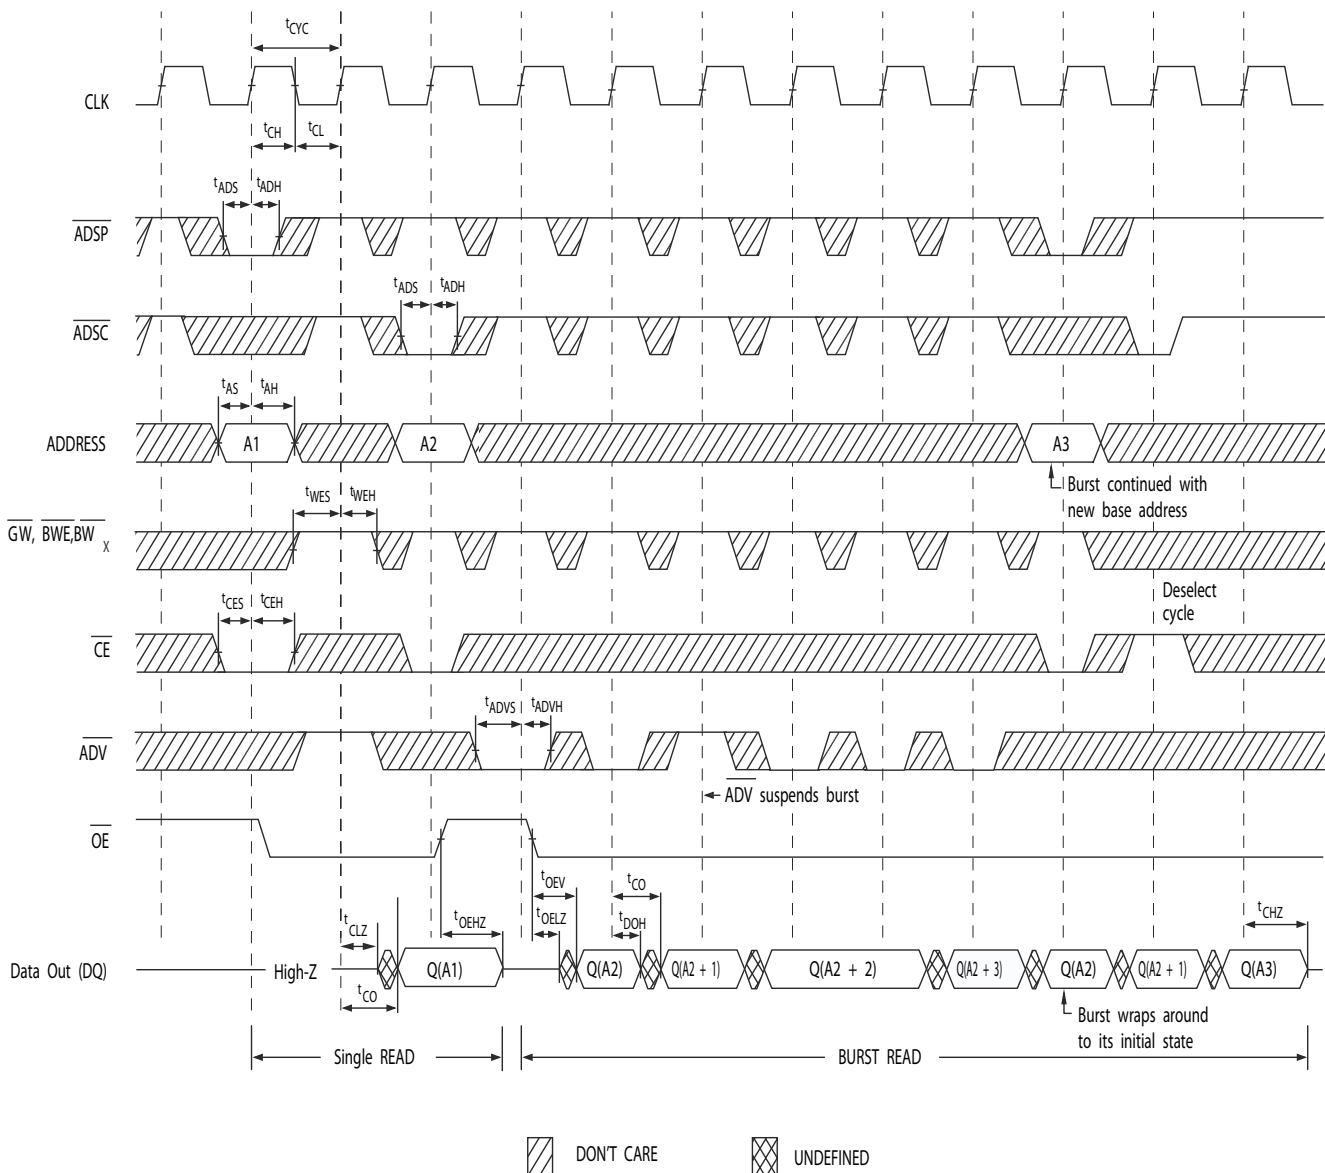 tCYC
CLK
tCH tCL
tADS tADH
ADSP
tADS tADH
ADSC
tAS tAH
ADDRESS A1 A2 A3
Burst continued with
new base address
tWES tWEH
GW, BWE,BW X
Deselect
cycle
tCES tCEH
CE
tADVS tADVH
ADV
ADV suspends burst
OE
tOEV tCO
tCLZ tOEHZ tOELZ tDOH tCHZ
Data Out (DQ) High-Z Q(A1) Q(A2) Q(A2 + 1) Q(A2 + 2) Q(A2 + 3) Q(A2) Q(A2 + 1) Q(A3)
tCO
Burst wraps around
to its initial state
Single READ BURST READ
DON'T CARE UNDEFINED